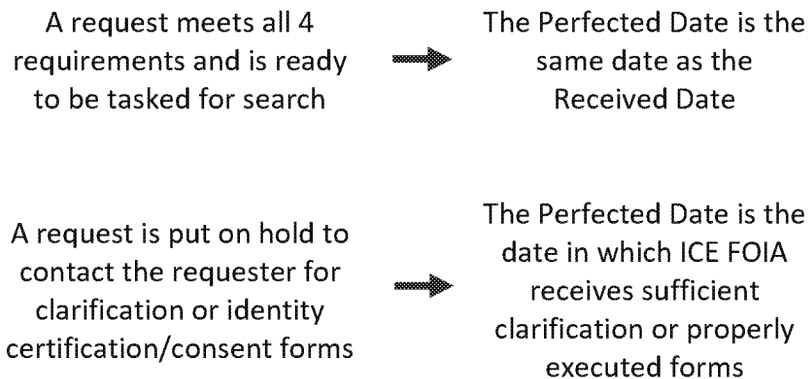 A request meets all 4
requirements and is ready
to be tasked for search
The Perfected Date is the
same date as the
Received Date
A request is put on hold to
contact the requester for
clarification or identity
certification/consent forms
The Perfected Date is the
date in which ICE FOIA
receives sufficient
clarification or properly
executed forms